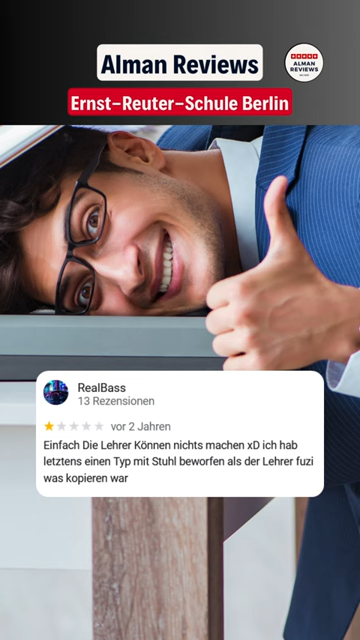 Alman Reviews
ALMAN
REVIEWS
Ernst-Reuter-Schule Berlin
RealBass
13 Rezensionen
vor 2 Jahren
Einfach Die Lehrer Können nichts machen xD ich hab
letztens einen Typ mit Stuhl beworfen als der Lehrer fuzi
was kopieren war